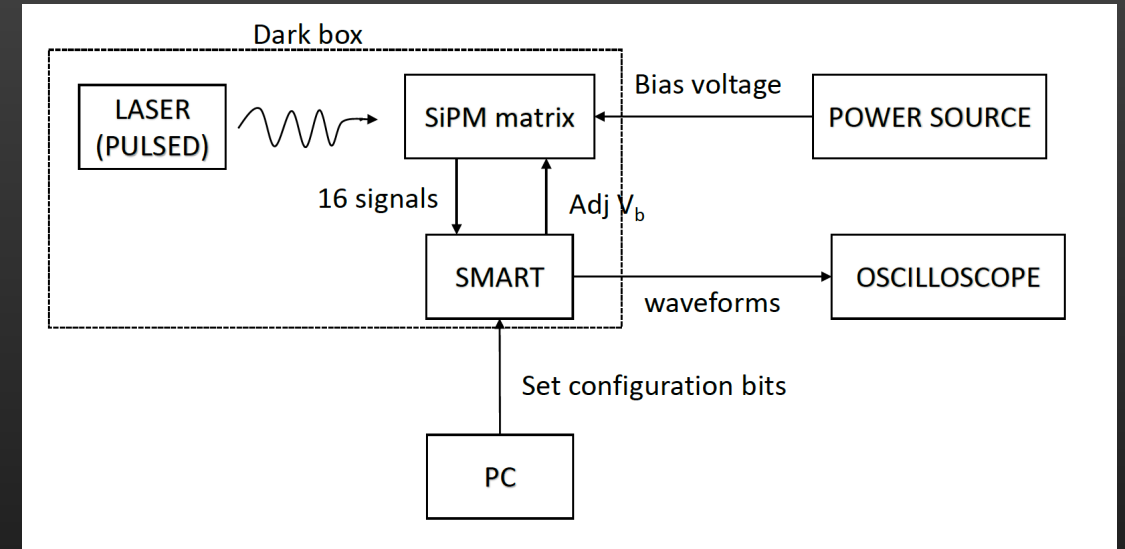 Dark box
LASER
(PULSED)
SiPM matrix
Bias voltage
POWER SOURCE
16 signals
Adj Vb
SMART
waveforms
OSCILLOSCOPE
Set configuration bits
PC